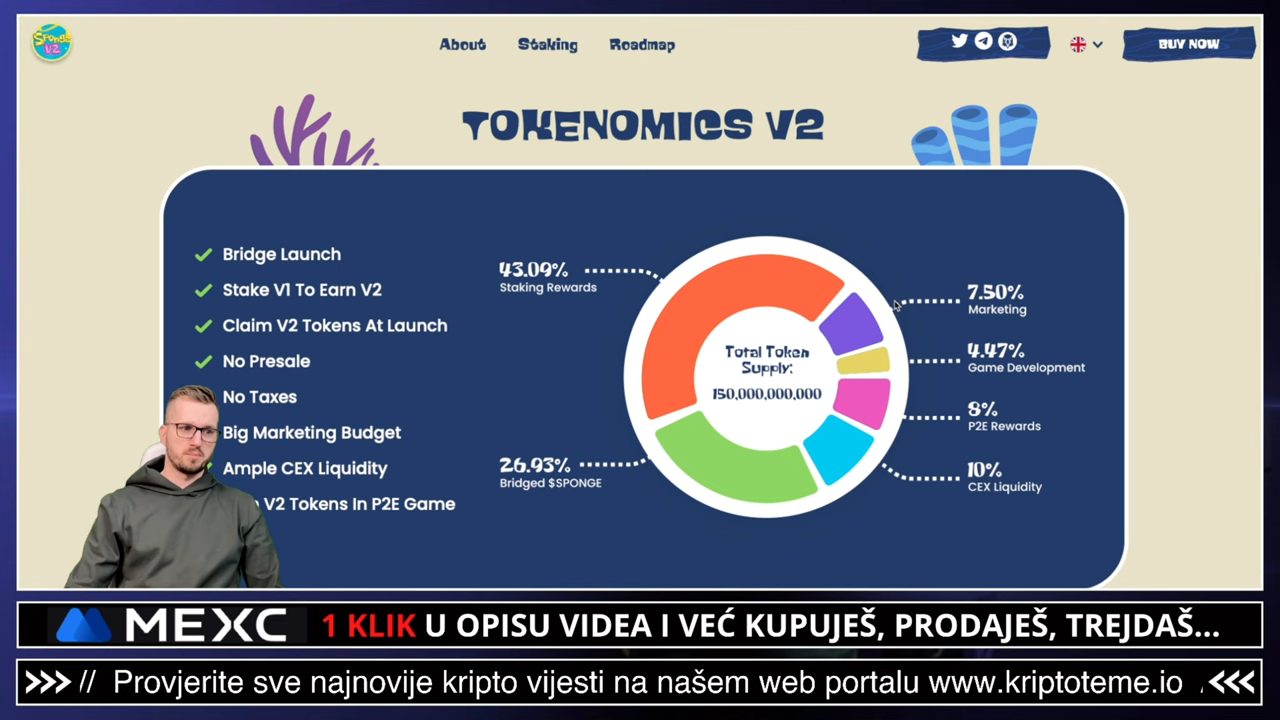 Sponge
V2
About
Staking
Roadmap
BUY NOW
TOKENOMICS V2
Bridge Launch
Stake V1 To Earn V2
Claim V2 Tokens At Launch
No Presale
No Taxes
Big Marketing Budget
Ample CEX Liquidity
V2 Tokens In P2E Game
43.09%
Staking Rewards
26.93%
Bridged $SPONGE
Total Token
Supply:
150,000,000,000
7.50%
Marketing
4.47%
Game Development
8%
P2E Rewards
10%
CEX Liquidity
MEXC 1 KLIK U OPISU VIDEA I VEĆ KUPUJEŠ, PRODAJEŠ, TREJDAŠ...
// Provjerite sve najnovije kripto vijesti na našem web portalu www.kriptoteme.io